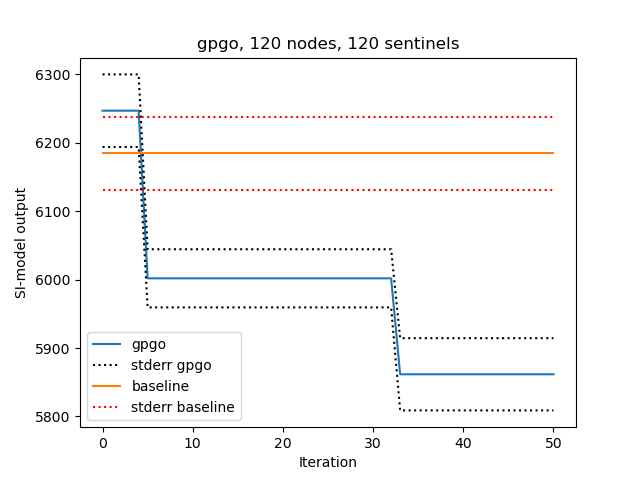 gpgo, 120 nodes, 120 sentinels
6300
6200
6100
6000
5900
5800
SI-model output
gpgo
stderr gpgo
baseline
stderr baseline
0 10 20 30 40 50
Iteration